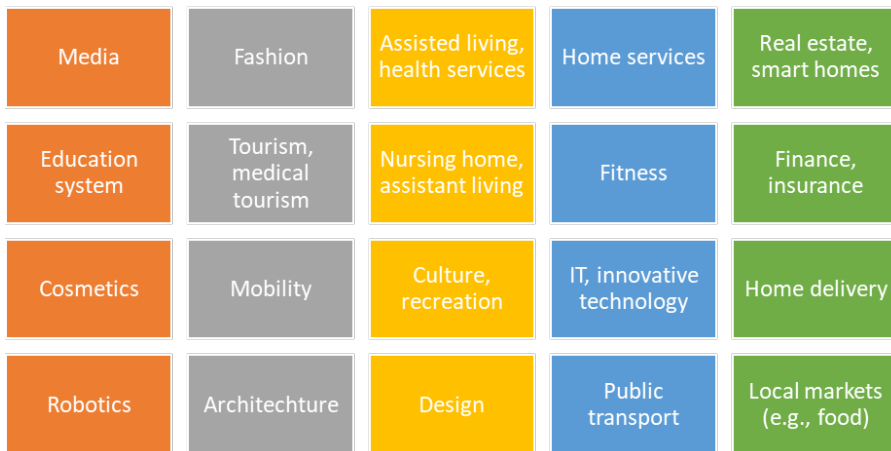 Media
Fashion
Assisted living,
health services
Home services
Real estate,
smart homes
Education
system
Tourism,
medical
tourism
Nursing home,
assistant living
Fitness
Finance,
insurance
Cosmetics
Mobility
Culture,
recreation
IT, innovative
technology
Home delivery
Robotics
Architechture
Design
Public
transport
Local markets
(e.g., food)